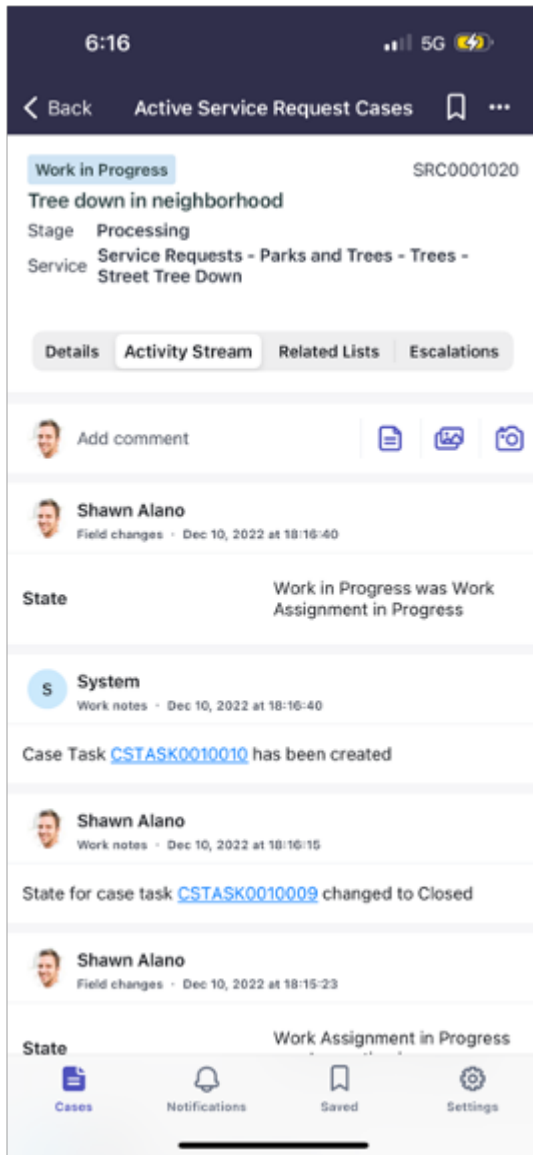 6:16 5G
Back Active Service Request Cases
Work in Progress SRC0001020
Tree down in neighborhood
Stage Processing
Service Service Requests - Parks and Trees - Trees -
Street Tree Down
Details Activity Stream Related Lists Escalations
Add comment
Shawn Alano
Field changes · Dec 10, 2022 at 18:16:40
State Work in Progress was Work
Assignment in Progress
S System
Work notes · Dec 10, 2022 at 18:16:40
Case Task CSTASK0010010 has been created
Shawn Alano
Work notes · Dec 10, 2022 at 18:16:15
State for case task CSTASK0010009 changed to Closed
Shawn Alano
Field changes · Dec 10, 2022 at 18:15:23
State Work Assignment in Progress
Cases Notifications Saved Settings